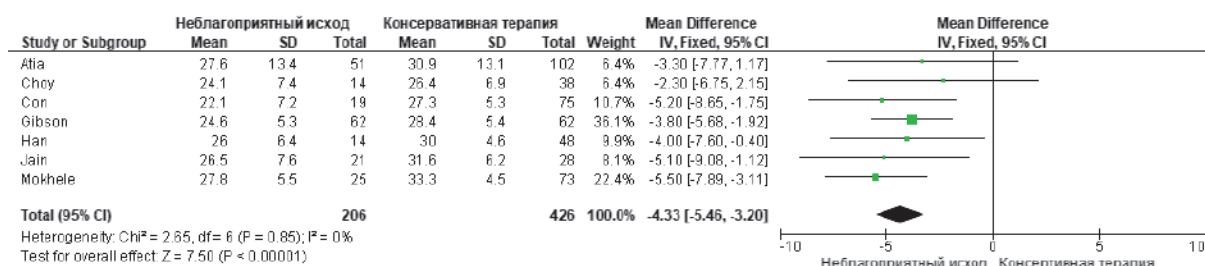 Неблагоприятный исход Консервативная терапия Mean Difference Mean Difference
Study or Subgroup Mean SD Total Mean SD Total Weight IV, Fixed, 95% CI IV, Fixed, 95% CI
Atia 27.6 13.4 51 30.9 13.1 102 6.4% -3.30 [-7.77, 1.17]
Choy 24.1 7.4 14 26.4 6.9 38 6.4% -2.30 [-6.75, 2.15]
Con 22.1 7.2 19 27.3 5.3 75 10.7% -5.20 [-8.65, -1.75]
Gibson 24.6 5.3 62 28.4 5.4 62 36.1% -3.80 [-5.68, -1.92]
Han 26 6.4 14 30 4.6 48 9.9% -4.00 [-7.60, -0.40]
Jain 26.5 7.6 21 31.6 6.2 28 8.1% -5.10 [-9.08, -1.12]
Mokhele 27.8 5.5 25 33.3 4.5 73 22.4% -5.50 [-7.89, -3.11]
Total (95% CI) 206 426 100.0% -4.33 [-5.46, -3.20]
Heterogeneity: Chi² = 2.65, df = 6 (P = 0.85); I² = 0%
Test for overall effect: Z = 7.50 (P < 0.00001)
-10 -5 0 5 10
Неблагоприятный исход Консертивная терапия